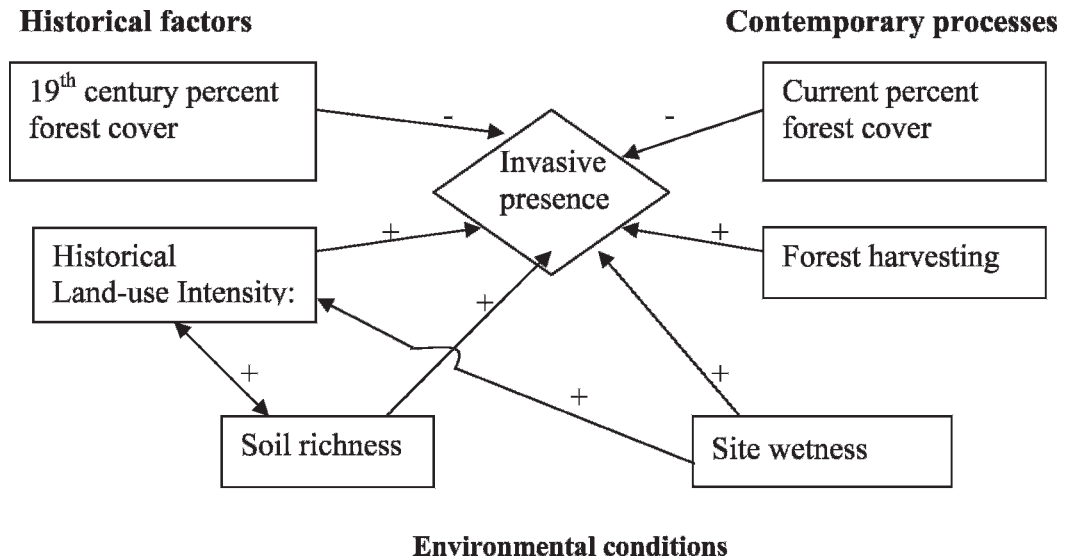 Historical factors
Contemporary processes
19th century percent
forest cover
-
-
Current percent
forest cover
Invasive
presence
Historical
Land-use Intensity:
+
+
Forest harvesting
+
+
+
+
Soil richness
Site wetness
Environmental conditions